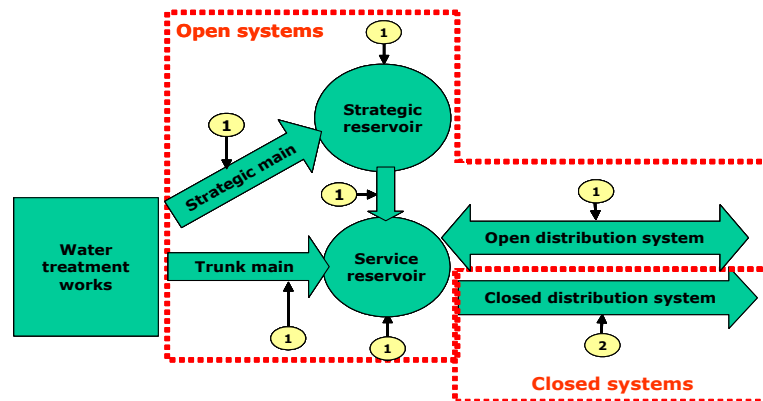 Open systems
1
Strategic
reservoir
1
Strategic main
1
1
Water
treatment
works
Trunk main
Service
reservoir
Open distribution system
Closed distribution system
1
1
2
Closed systems